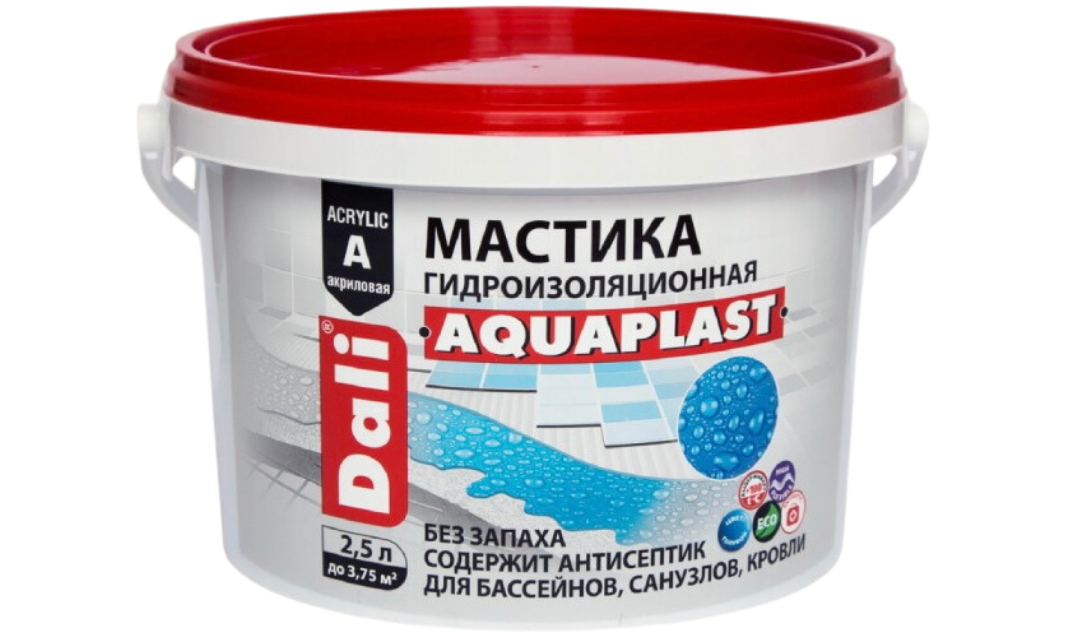 ACRYLIC
A
акриловая
Dali
®
МАСТИКА
ГИДРОИЗОЛЯЦИОННАЯ
AQUAPLAST
ECO
2,5 л
до 3,75 м²
БЕЗ ЗАПАХА
СОДЕРЖИТ АНТИСЕПТИК
ДЛЯ БАССЕЙНОВ, САНУЗЛОВ, КРОВЛИ